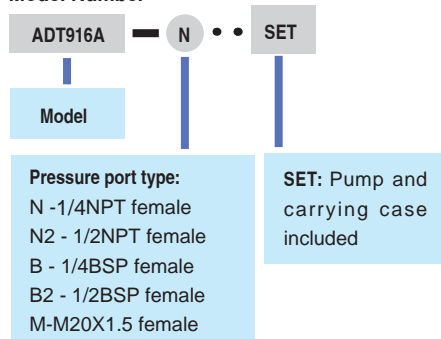 ADT916A — N • • SET
Model
Pressure port type:
N -1/4NPT female
N2 - 1/2NPT female
B - 1/4BSP female
B2 - 1/2BSP female
M-M20X1.5 female
SET: Pump and
carrying case
included